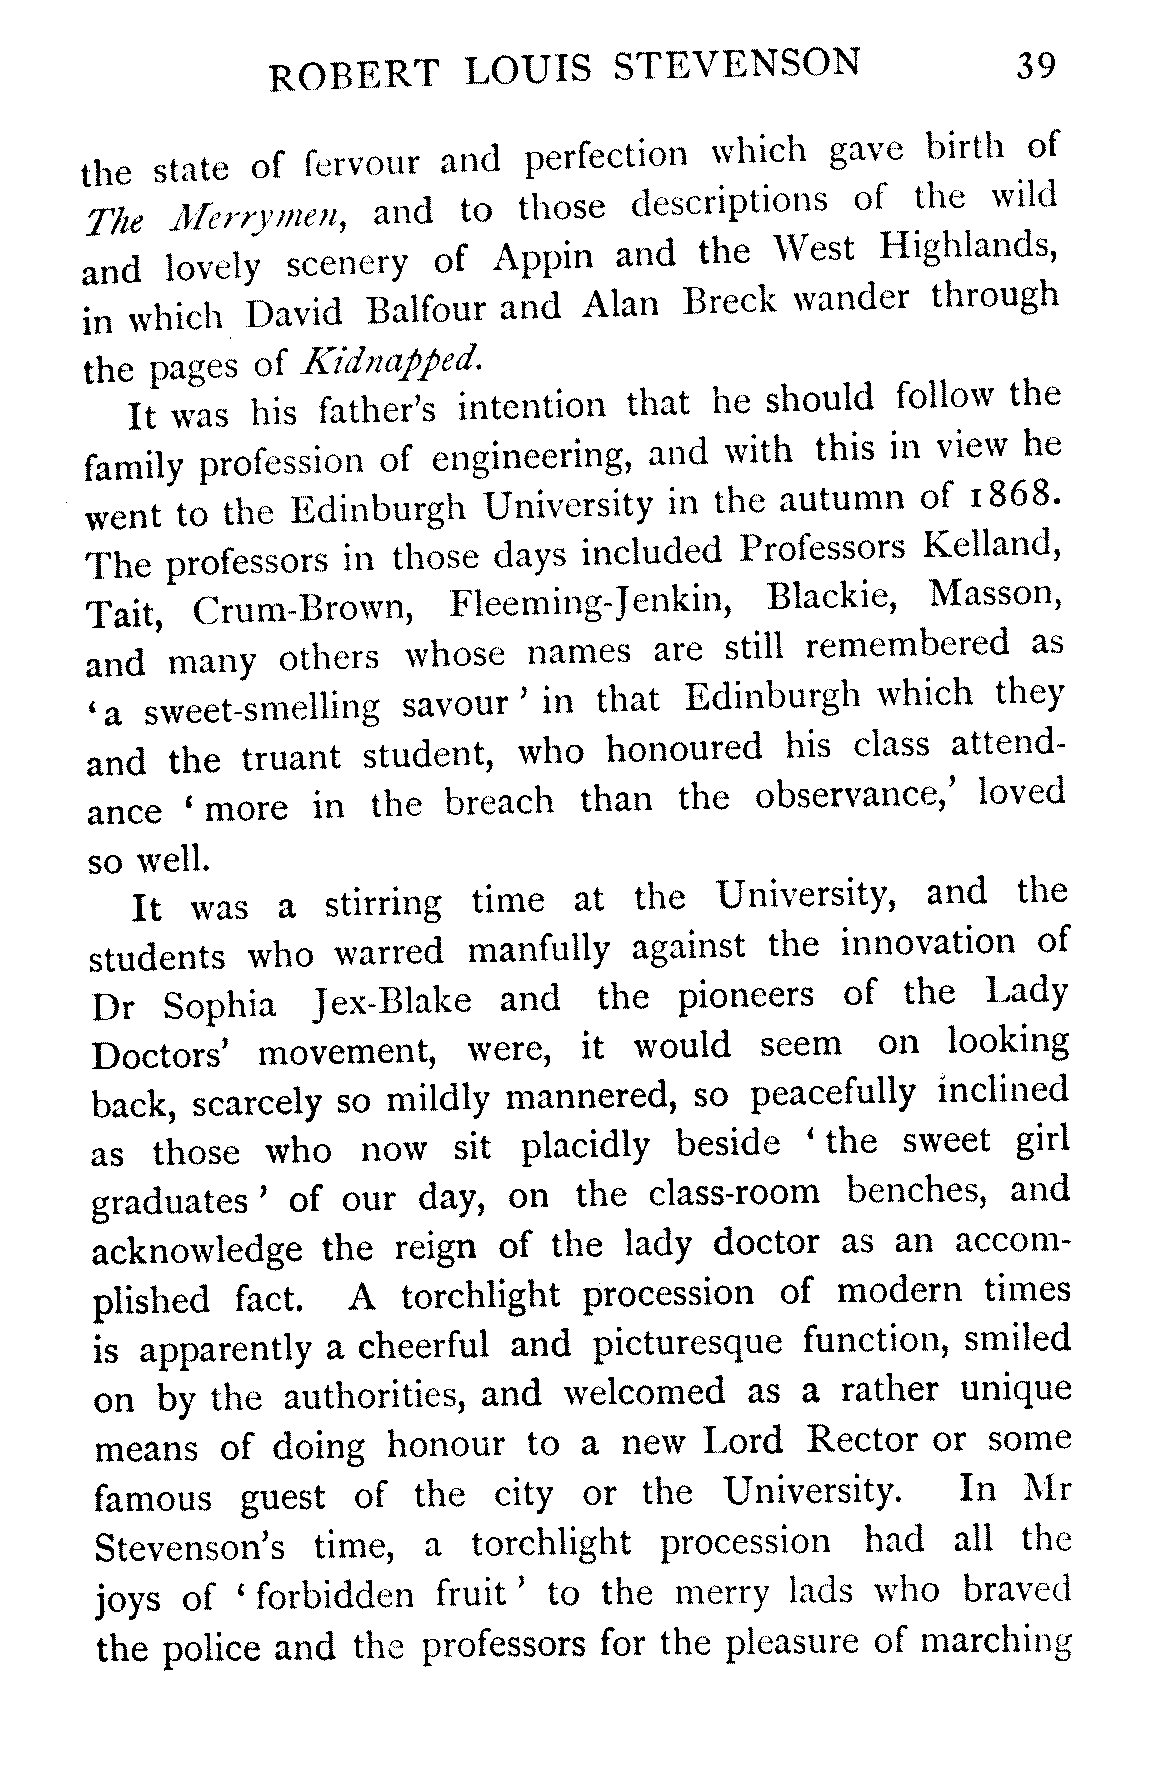 ROBERT LOUIS STEVENSON 39
the state of fervour and perfection which gave birth of
The Merrymen, and to those descriptions of the wild
and lovely scenery of Appin and the West Highlands,
in which David Balfour and Alan Breck wander through
the pages of Kidnapped.
It was his father's intention that he should follow the
family profession of engineering, and with this in view he
went to the Edinburgh University in the autumn of 1868.
The professors in those days included Professors Kelland,
Tait, Crum-Brown, Fleeming-Jenkin, Blackie, Masson,
and many others whose names are still remembered as
‘ a sweet-smelling savour ’ in that Edinburgh which they
and the truant student, who honoured his class attend-
ance ‘ more in the breach than the observance,’ loved
so well.
It was a stirring time at the University, and the
students who warred manfully against the innovation of
Dr Sophia Jex-Blake and the pioneers of the Lady
Doctors' movement, were, it would seem on looking
back, scarcely so mildly mannered, so peacefully inclined
as those who now sit placidly beside ‘ the sweet girl
graduates ’ of our day, on the class-room benches, and
acknowledge the reign of the lady doctor as an accom-
plished fact. A torchlight procession of modern times
is apparently a cheerful and picturesque function, smiled
on by the authorities, and welcomed as a rather unique
means of doing honour to a new Lord Rector or some
famous guest of the city or the University. In Mr
Stevenson's time, a torchlight procession had all the
joys of ‘ forbidden fruit ’ to the merry lads who braved
the police and the professors for the pleasure of marching